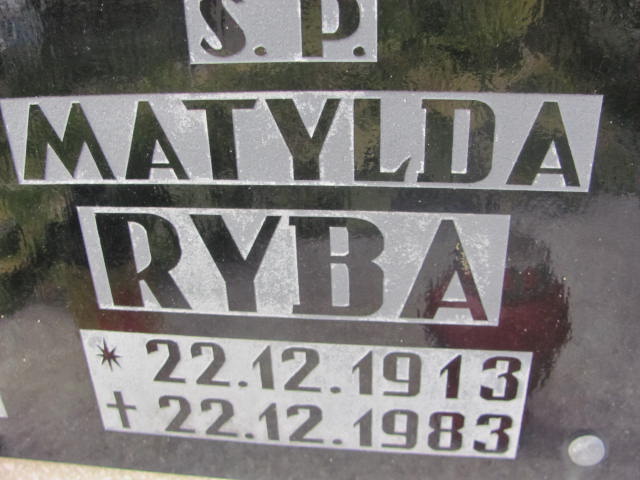 S. P.
MATYLDA
RYBA
* 22.12.1913
† 22.12.1983